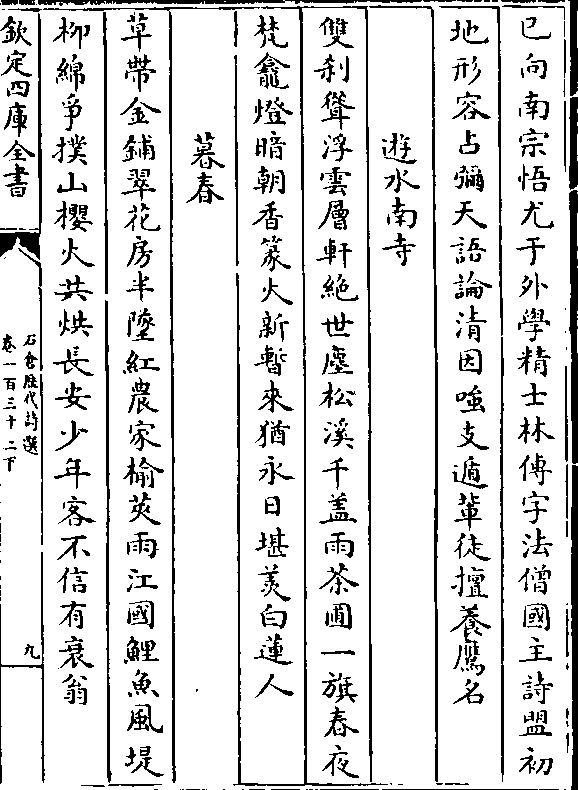 已向南宗悟尤于外學精士林傳字法僧國主詩盟初
地形容占彌天語論清因嗤支遁輩徒擅養鷹名
遊水南寺
雙刹聳浮雲層軒絶世塵松溪千盖雨茶圃一旗春夜
梵龕燈暗朝香篆火新暫來猶永日堪羨白蓮人
暮春
草帶金鋪翠花房半墜紅農家榆莢雨江國鯉魚風堤
柳綿爭撲山櫻火共烘長安少年客不信有衰翁
欽定四庫全書
石倉歴代詩選
卷一百三十二下
九